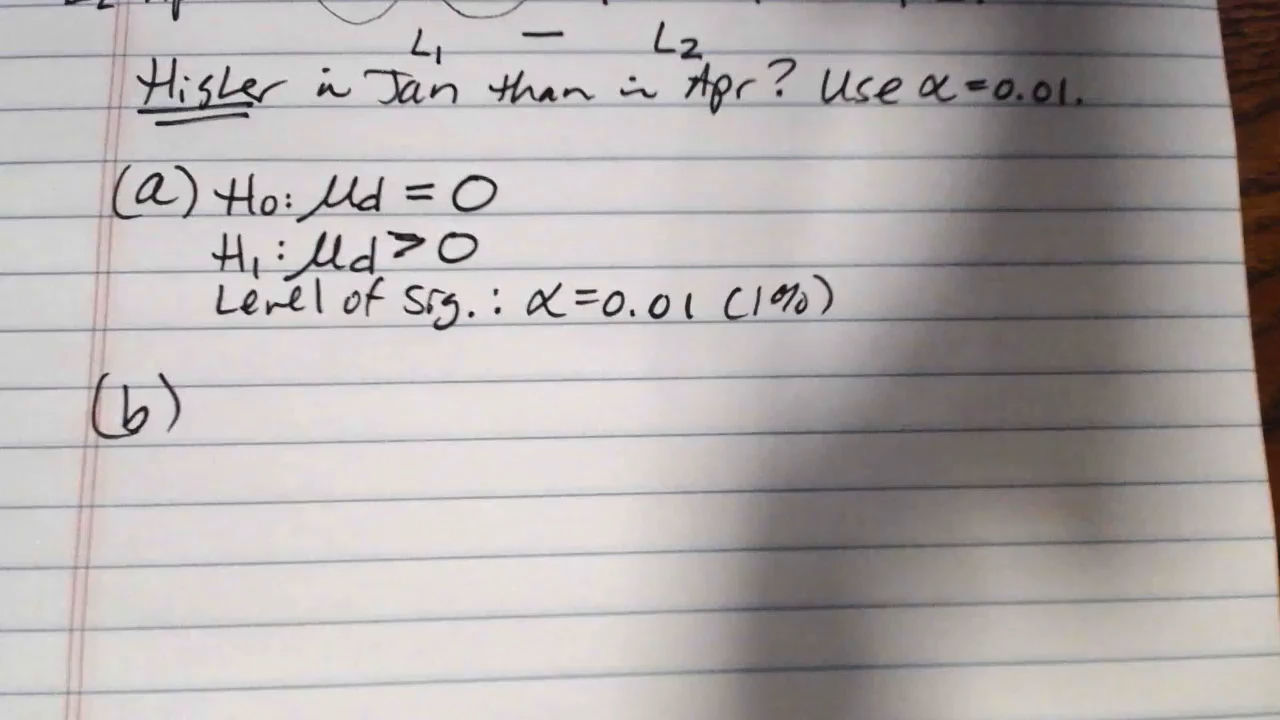 L1 - L2
Higher in Jan than in Apr? Use α=0.01.
(a) H0: μd = 0
H1: μd > 0
Level of Sig.: α=0.01 (1%)
(b)